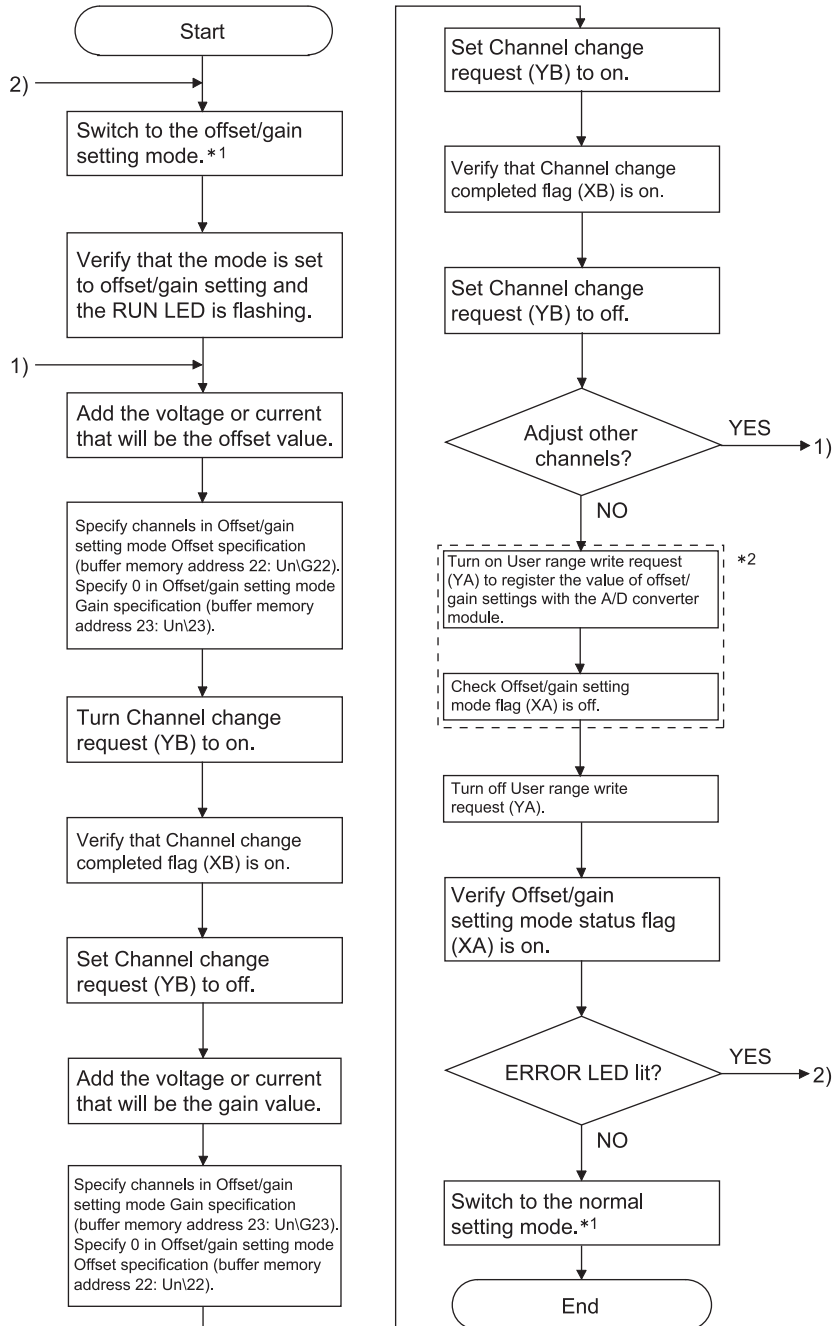 Start
2)
Switch to the offset/gain
setting mode.*1
Verify that the mode is set
to offset/gain setting and
the RUN LED is flashing.
1)
Add the voltage or current
that will be the offset value.
Specify channels in Offset/gain
setting mode Offset specification
(buffer memory address 22: Un\G22).
Specify 0 in Offset/gain setting mode
Gain specification (buffer memory
address 23: Un\23).
Turn Channel change
request (YB) to on.
Verify that Channel change
completed flag (XB) is on.
Set Channel change
request (YB) to off.
Add the voltage or current
that will be the gain value.
Specify channels in Offset/gain
setting mode Gain specification
(buffer memory address 23: Un\G23).
Specify 0 in Offset/gain setting mode
Offset specification (buffer memory
address 22: Un\22).
Set Channel change
request (YB) to on.
Verify that Channel change
completed flag (XB) is on.
Set Channel change
request (YB) to off.
Adjust other
channels?
YES
1)
NO
Turn on User range write request
(YA) to register the value of offset/
gain settings with the A/D converter
module.
*2
Check Offset/gain setting
mode flag (XA) is off.
Turn off User range write
request (YA).
Verify Offset/gain
setting mode status flag
(XA) is on.
ERROR LED lit?
YES
2)
NO
Switch to the normal
setting mode.*1
End